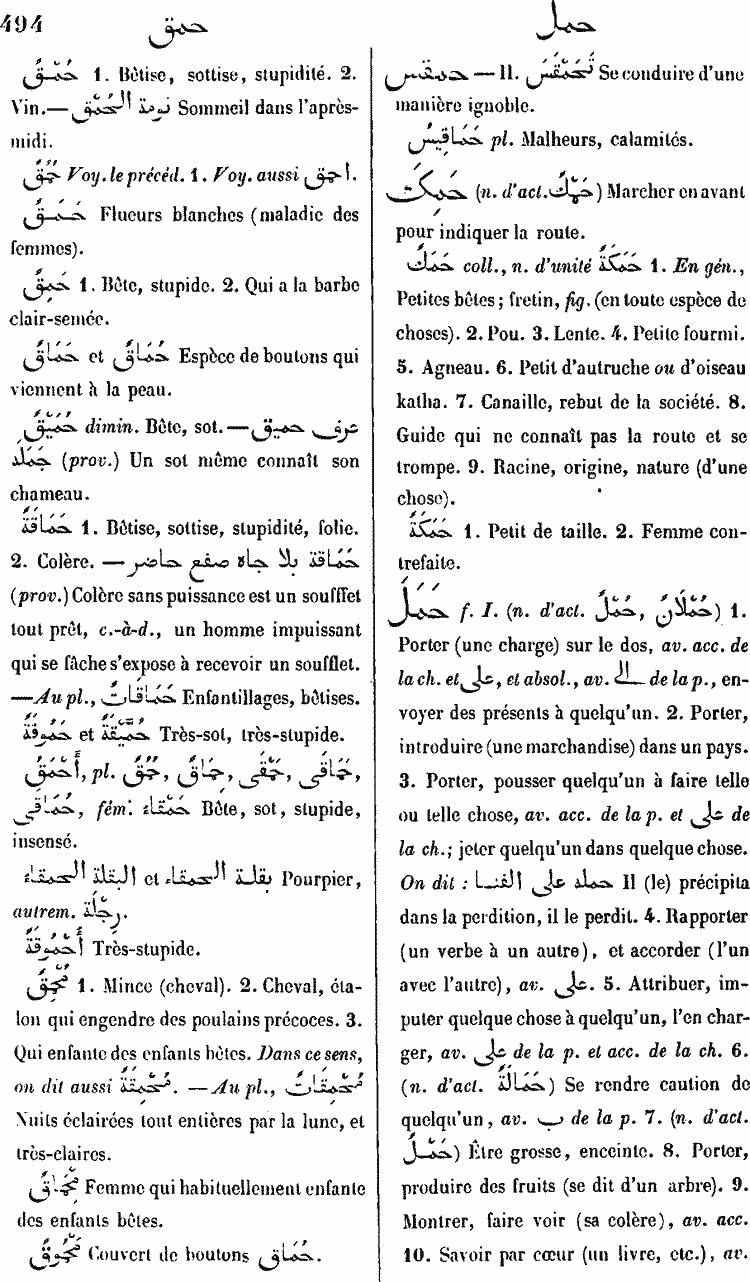 494
حمق
حمل
حُمْقٌ 1. Bêtise, sottise, stupidité. 2.
Vin.— نومة الحُمْق Sommeil dans l'après-
midi.
حُمُقٌ Voy. le précéd. 1. Voy. aussi احمق.
حَمَقٌ Flueurs blanches (maladie des
femmes).
حَمِقٌ 1. Bête, stupide. 2. Qui a la barbe
clair-semée.
حُمَاقٌ et حَمَاقٌ Espèce de boutons qui
viennent à la peau.
حُمَيْقٌ dimin. Bête, sot.— عرف حميق
جَمَلَه (prov.) Un sot même connaît son
chameau.
حَمَاقَةٌ 1. Bêtise, sottise, stupidité, folie.
2. Colère. — حَمَاقة بلا جاه صفع حاضر
(prov.) Colère sans puissance est un soufflet
tout prêt, c.-à-d., un homme impuissant
qui se fâche s'expose à recevoir un soufflet.
—Au pl., حَمَاقَاتٌ Enfantillages, bêtises.
حَمُوقَةٌ et حَمِيقَةٌ Très-sot, très-stupide.
أَحْمَقُ, pl. حُمْقٌ, حُمُقٌ, حِمَاقٌ, حَمْقَى, حَمَاقَى,
حُمَاقَى, fém. حَمْقَاءُ Bête, sot, stupide,
insensé.
بقلة الحمقاء et البقلة الحمقاء Pourpier,
autrem. رِجْلَة.
أُحْمُوقَةٌ Très-stupide.
مُحْمِقٌ 1. Mince (cheval). 2. Cheval, éta-
lon qui engendre des poulains précoces. 3.
Qui enfante des enfants bêtes. Dans ce sens,
on dit aussi مُحْمِقَةٌ. —Au pl., مُحْمِقَاتٌ
Nuits éclairées tout entières par la lune, et
très-claires.
مِحْمَاقٌ Femme qui habituellement enfante
des enfants bêtes.
مَحْمُوقٌ Couvert de boutons حُمَاق.
حمقس — II. تَحَمْقَسَ Se conduire d'une
manière ignoble.
حَمَاقِيسُ pl. Malheurs, calamités.
حَمِكَ (n. d'act. حَمَكٌ) Marcher en avant
pour indiquer la route.
حَمَكٌ coll., n. d'unité حَمَكَةٌ 1. En gén.,
Petites bêtes; fretin, fig. (en toute espèce de
choses). 2. Pou. 3. Lente. 4. Petite fourmi.
5. Agneau. 6. Petit d'autruche ou d'oiseau
katha. 7. Canaille, rebut de la société. 8.
Guide qui ne connaît pas la route et se
trompe. 9. Racine, origine, nature (d'une
chose).
حَمَكَةٌ 1. Petit de taille. 2. Femme con-
trefaite.
حَمَلَ f. I. (n. d'act. حَمْلٌ, حُمْلَانٌ) 1.
Porter (une charge) sur le dos, av. acc. de
la ch. et على, et absol., av. الى de la p., en-
voyer des présents à quelqu'un. 2. Porter,
introduire (une marchandise) dans un pays.
3. Porter, pousser quelqu'un à faire telle
ou telle chose, av. acc. de la p. et على de
la ch.; jeter quelqu'un dans quelque chose.
On dit : حمله على الفنا Il (le) précipita
dans la perdition, il le perdit. 4. Rapporter
(un verbe à un autre), et accorder (l'un
avec l'autre), av. على. 5. Attribuer, im-
puter quelque chose à quelqu'un, l'en char-
ger, av. على de la p. et acc. de la ch. 6.
(n. d'act. حَمَالَةٌ) Se rendre caution de
quelqu'un, av. ب de la p. 7. (n. d'act.
حَمْلٌ) Être grosse, enceinte. 8. Porter,
produire des fruits (se dit d'un arbre). 9.
Montrer, faire voir (sa colère), av. acc.
10. Savoir par cœur (un livre, etc.), av.